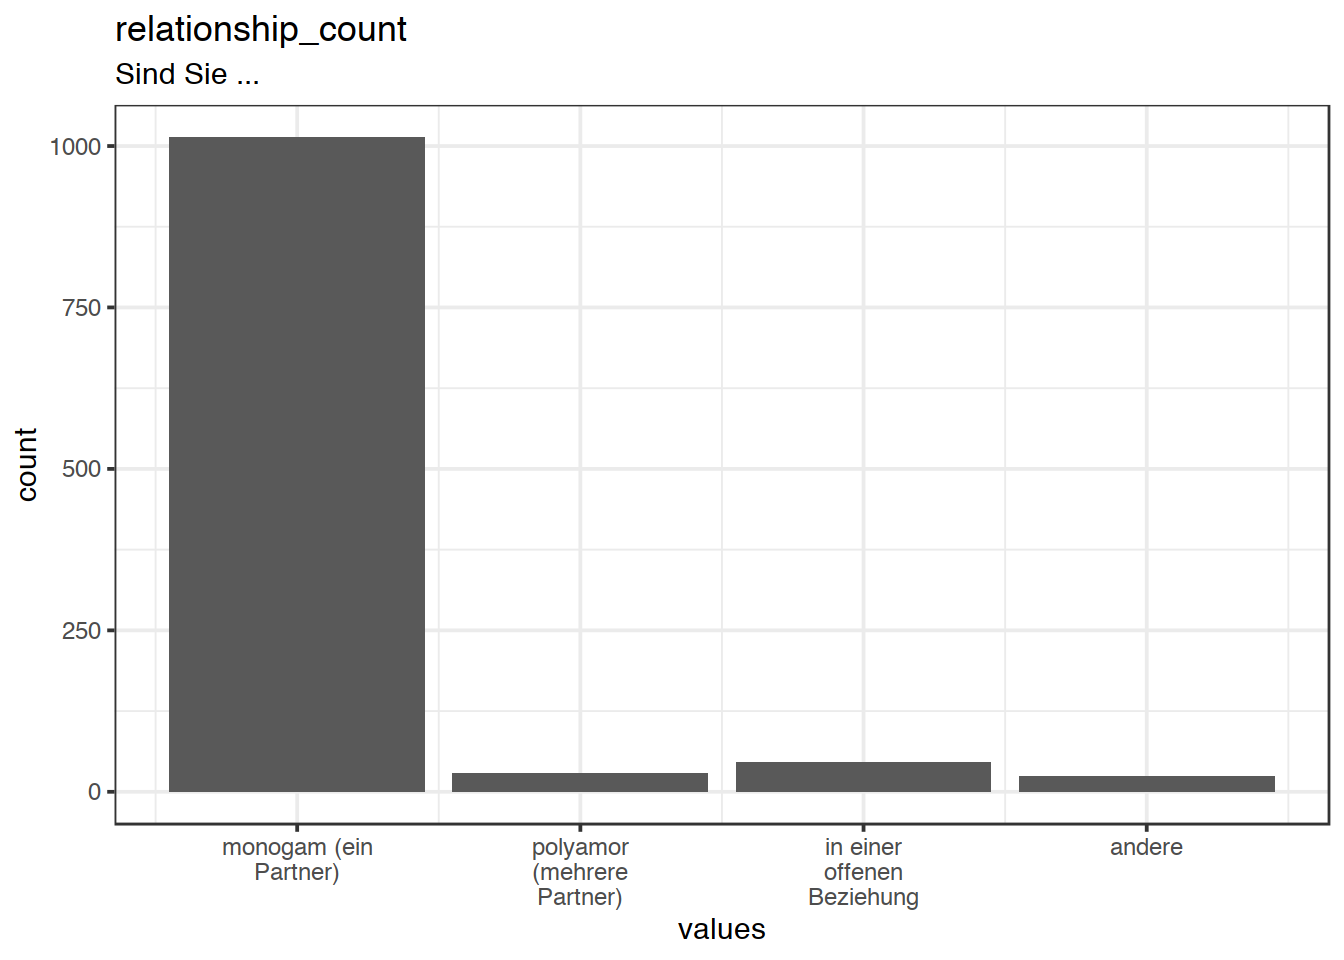 relationship_count
Sind Sie ...
1000
750
500
250
0
count
monogam (ein
Partner)
polyamor
(mehrere
Partner)
in einer
offenen
Beziehung
andere
values